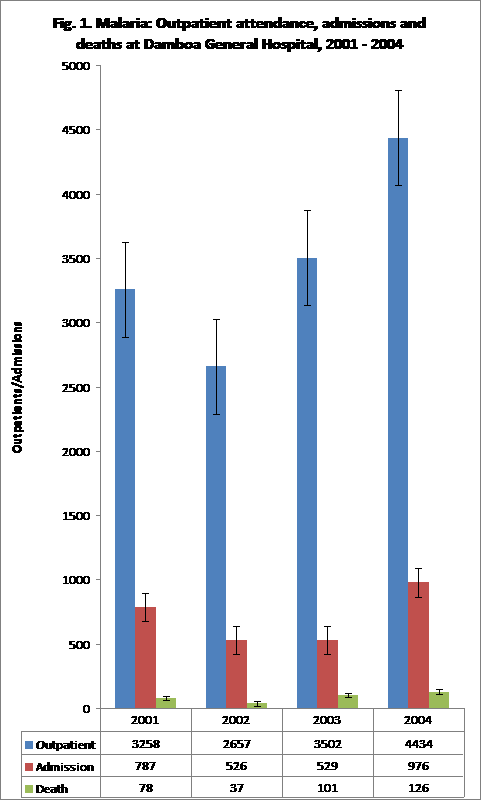 Fig. 1. Malaria: Outpatient attendance, admissions and
deaths at Damboa General Hospital, 2001 - 2004
Outpatients/Admissions
5000
4500
4000
3500
3000
2500
2000
1500
1000
500
0
2001 2002 2003 2004
Outpatient 3258 2657 3502 4434
Admission 787 526 529 976
Death 78 37 101 126